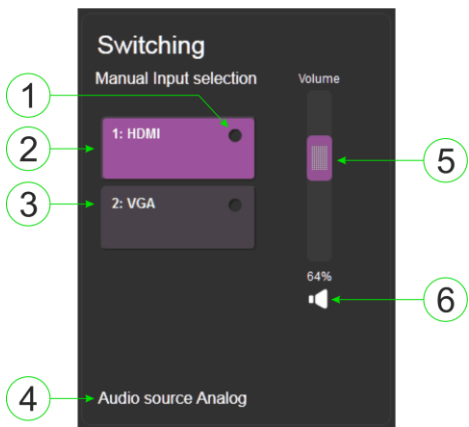 Switching
Manual Input selection
Volume
1
1: HDMI
2
5
3
2: VGA
64%
6
4
Audio source Analog